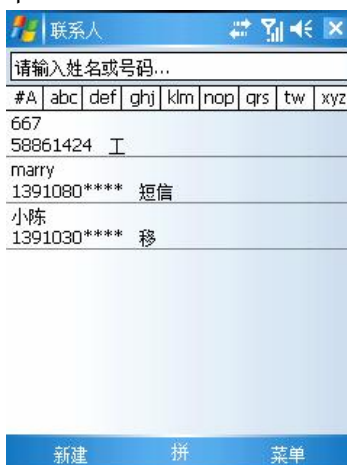 联系人
请输入姓名或号码...
#A abc def ghj klm nop qrs tw xyz
667
58861424 工
marry
1391080**** 短信
小陈
1391030**** 移
新建 拼 菜单